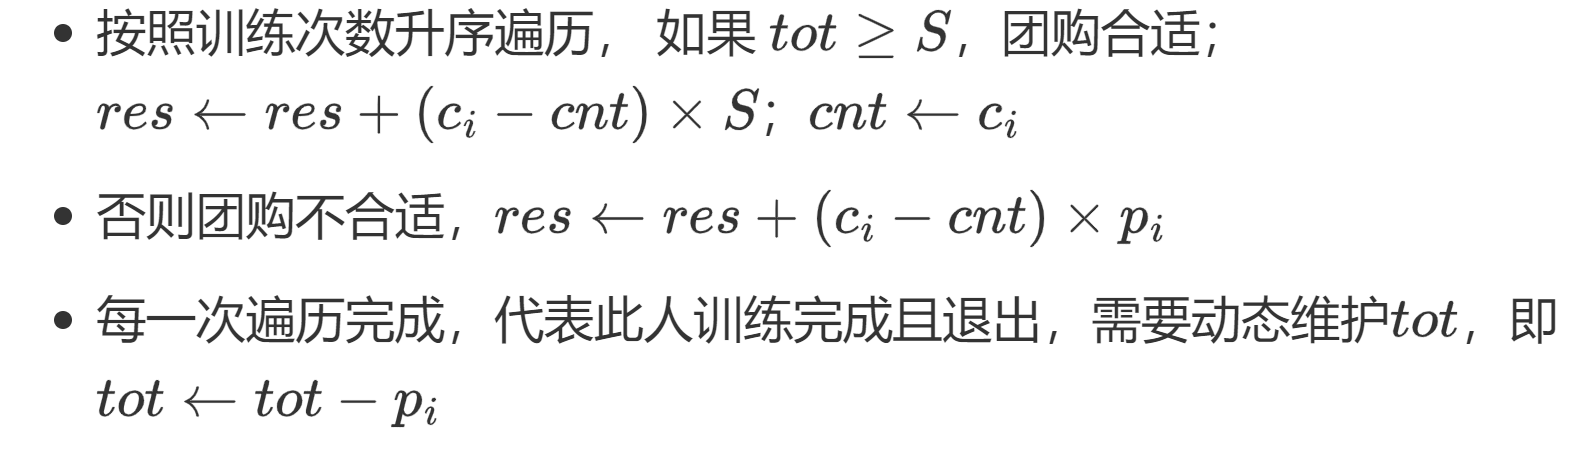 • 按照训练次数升序遍历， 如果 tot ≥ S，团购合适；
res ← res + (c_i − cnt) × S；cnt ← c_i
• 否则团购不合适，res ← res + (c_i − cnt) × p_i
• 每一次遍历完成，代表此人训练完成且退出，需要动态维护tot，即
tot ← tot − p_i